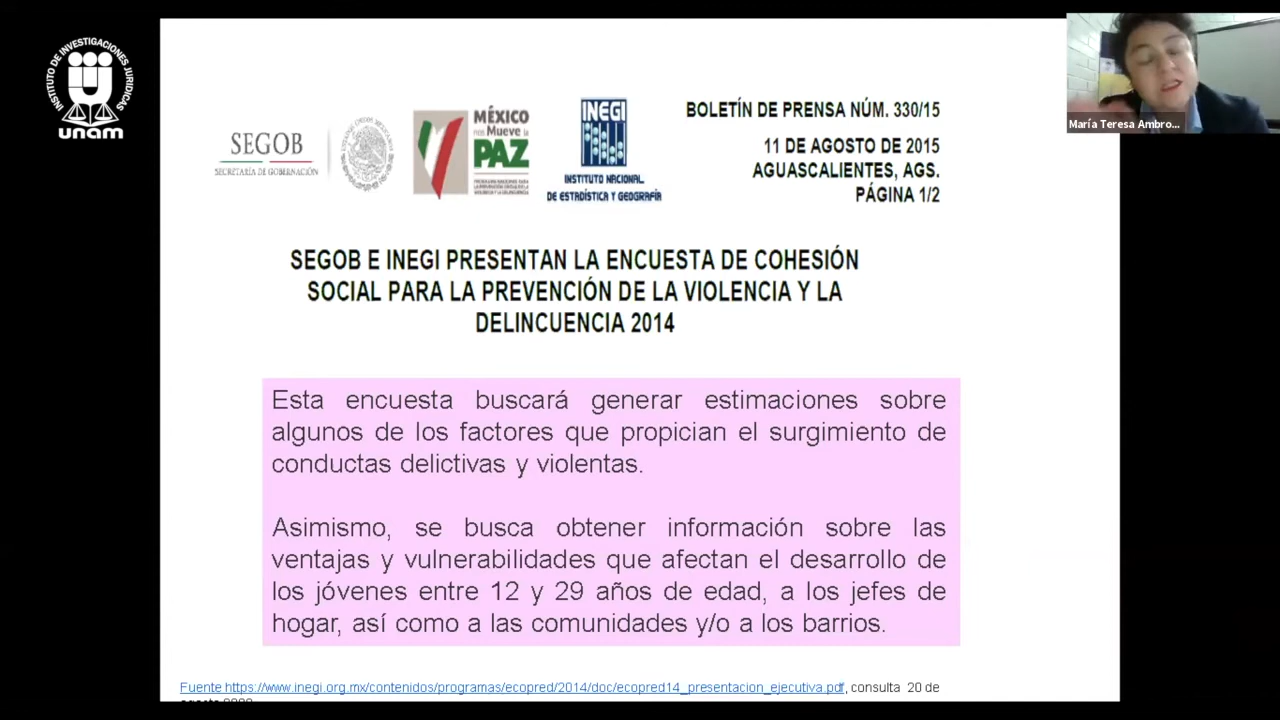 INSTITUTO DE INVESTIGACIONES JURIDICAS
UNAM
SEGOB
SECRETARÍA DE GOBERNACIÓN
MÉXICO
nos Mueve la
PAZ
INEGI
INSTITUTO NACIONAL
DE ESTADÍSTICA Y GEOGRAFÍA
BOLETÍN DE PRENSA NÚM. 330/15
11 DE AGOSTO DE 2015
AGUASCALIENTES, AGS.
PÁGINA 1/2
María Teresa Ambro...
SEGOB E INEGI PRESENTAN LA ENCUESTA DE COHESIÓN
SOCIAL PARA LA PREVENCIÓN DE LA VIOLENCIA Y LA
DELINCUENCIA 2014
Esta encuesta buscará generar estimaciones sobre
algunos de los factores que propician el surgimiento de
conductas delictivas y violentas.
Asimismo, se busca obtener información sobre las
ventajas y vulnerabilidades que afectan el desarrollo de
los jóvenes entre 12 y 29 años de edad, a los jefes de
hogar, así como a las comunidades y/o a los barrios.
Fuente https://www.inegi.org.mx/contenidos/programas/ecopred/2014/doc/ecopred14_presentacion_ejecutiva.pdf, consulta 20 de